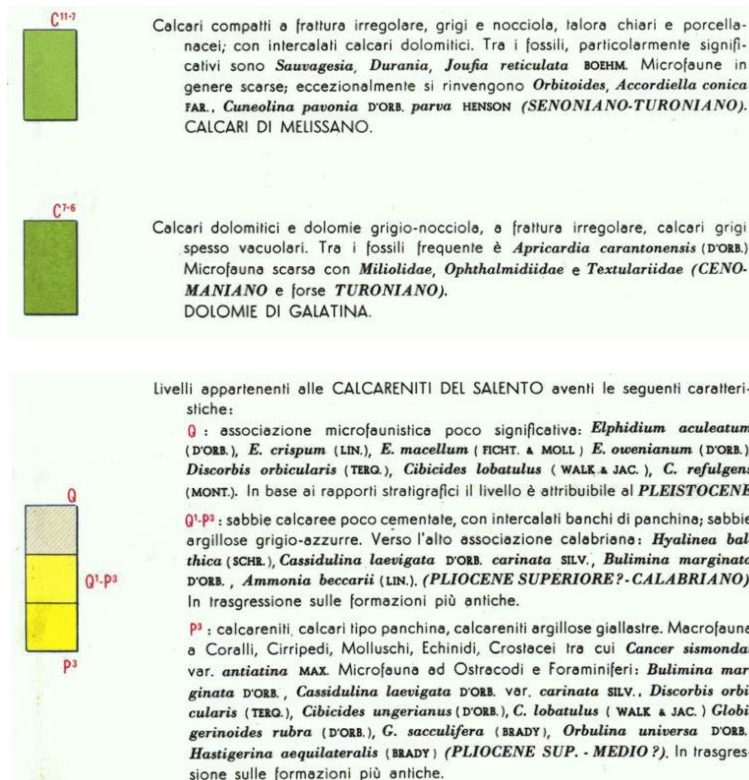 C11-7
Calcari compatti a frattura irregolare, grigi e nocciola, talora chiari e porcella-
nacei; con intercalati calcari dolomitici. Tra i fossili, particolarmente signifi-
cativi sono Sauvagesia, Durania, Joufia reticulata BOEHM. Microfaune in
genere scarse; eccezionalmente si rinvengono Orbitoides, Accordiella conica
FAR., Cuneolina pavonia D'ORB. parva HENSON (SENONIANO-TURONIANO).
CALCARI DI MELISSANO.
C7-6
Calcari dolomitici e dolomie grigio-nocciola, a frattura irregolare, calcari grigi
spesso vacuolari. Tra i fossili frequente è Apricardia carantonensis (D'ORB.)
Microfauna scarsa con Miliolidae, Ophthalmidiidae e Textulariidae (CENO-
MANIANO e forse TURONIANO).
DOLOMIE DI GALATINA.
Livelli appartenenti alle CALCARENITI DEL SALENTO aventi le seguenti caratteri-
stiche:
Q : associazione microfaunistica poco significativa: Elphidium aculeatum
(D'ORB.), E. crispum (LIN.), E. macellum ( FICHT. & MOLL ) E. owenianum (D'ORB.)
Discorbis orbicularis (TERQ.), Cibicides lobatulus ( WALK & JAC. ), C. refulgens
(MONT.). In base ai rapporti stratigrafici il livello è attribuibile al PLEISTOCENE
Q
Q1-P3 : sabbie calcaree poco cementate, con intercalati banchi di panchina; sabbie
argillose grigio-azzurre. Verso l'alto associazione calabriana: Hyalinea bal
thica (SCHR.), Cassidulina laevigata D'ORB. carinata SILV., Bulimina marginata
D'ORB. , Ammonia beccarii (LIN.). (PLIOCENE SUPERIORE?-CALABRIANO)
In trasgressione sulle formazioni più antiche.
Q1-P3
P3 : calcareniti, calcari tipo panchina, calcareniti argillose giallastre. Macrofauna
a Coralli, Cirripedi, Molluschi, Echinidi, Crostacei tra cui Cancer sismondai
var. antiatina MAX. Microfauna ad Ostracodi e Foraminiferi: Bulimina mar
ginata D'ORB. , Cassidulina laevigata D'ORB. var. carinata SILV., Discorbis orbi
cularis (TERQ.), Cibicides ungerianus (D'ORB.), C. lobatulus ( WALK & JAC. ) Globi
gerinoides rubra (D'ORB.), G. sacculifera (BRADY), Orbulina universa D'ORB.
Hastigerina aequilateralis (BRADY) (PLIOCENE SUP. - MEDIO ?). In trasgres-
sione sulle formazioni più antiche.
P3